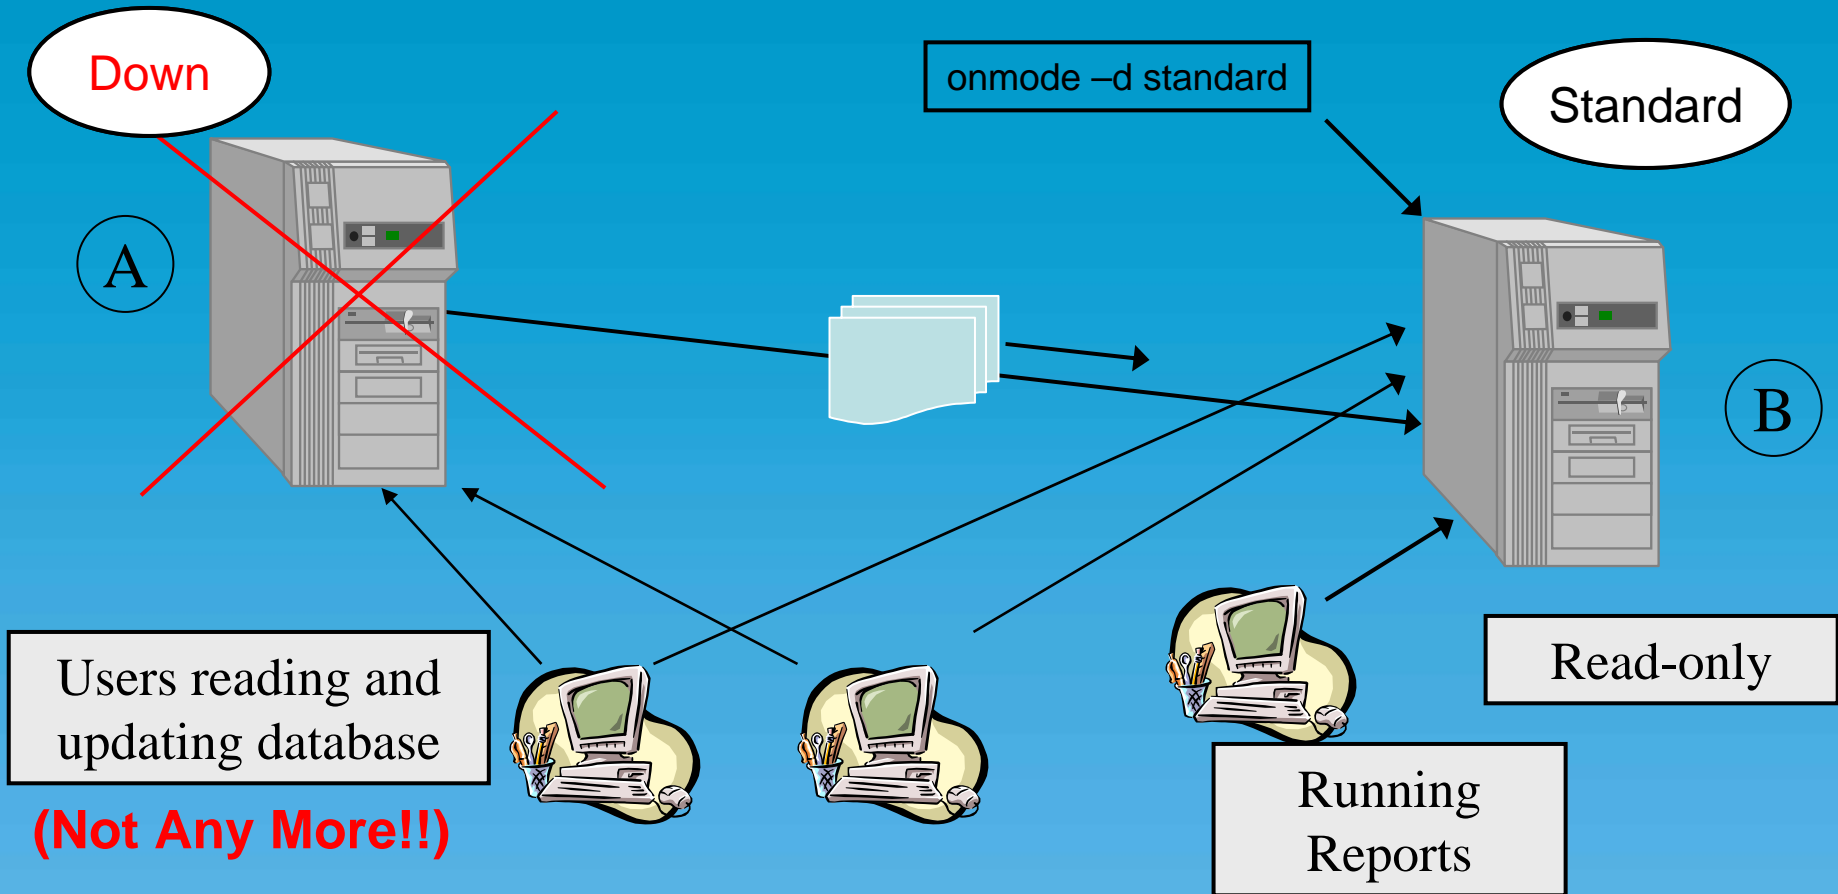 Down
onmode –d standard
Standard
A
B
Users reading and
updating database
(Not Any More!!)
Read-only
Running
Reports